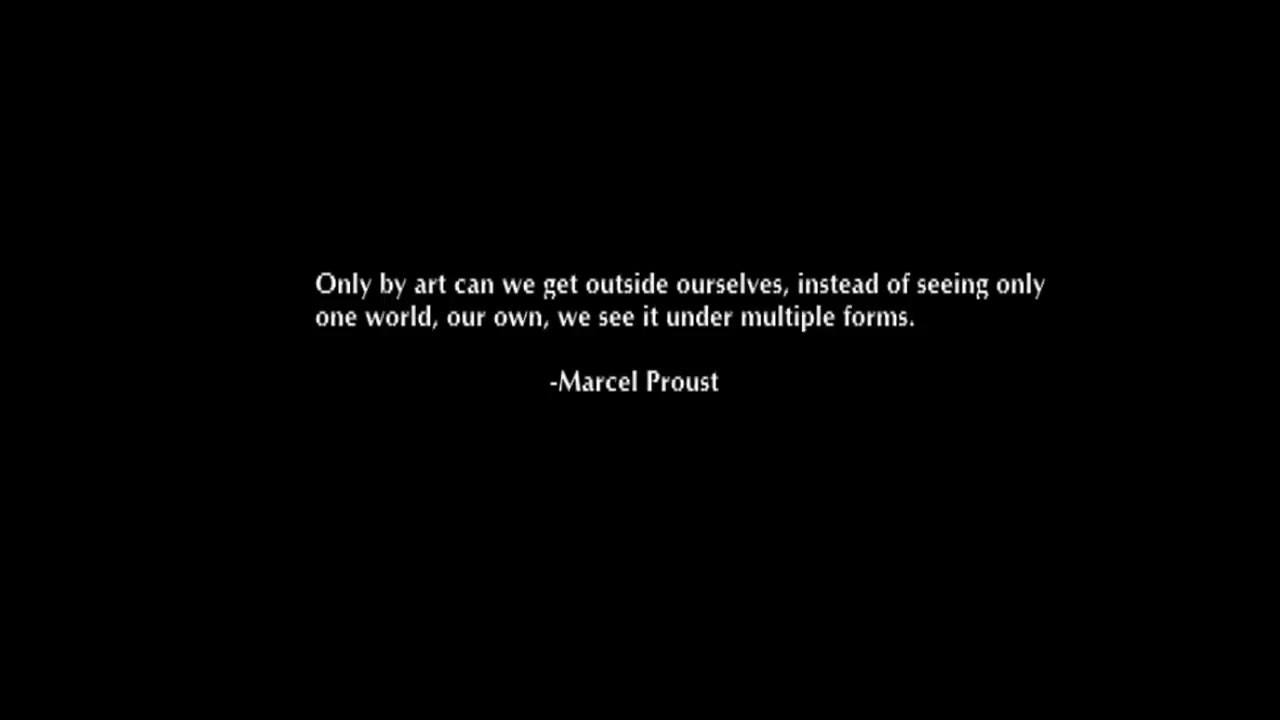 Only by art can we get outside ourselves, instead of seeing only
one world, our own, we see it under multiple forms.
-Marcel Proust